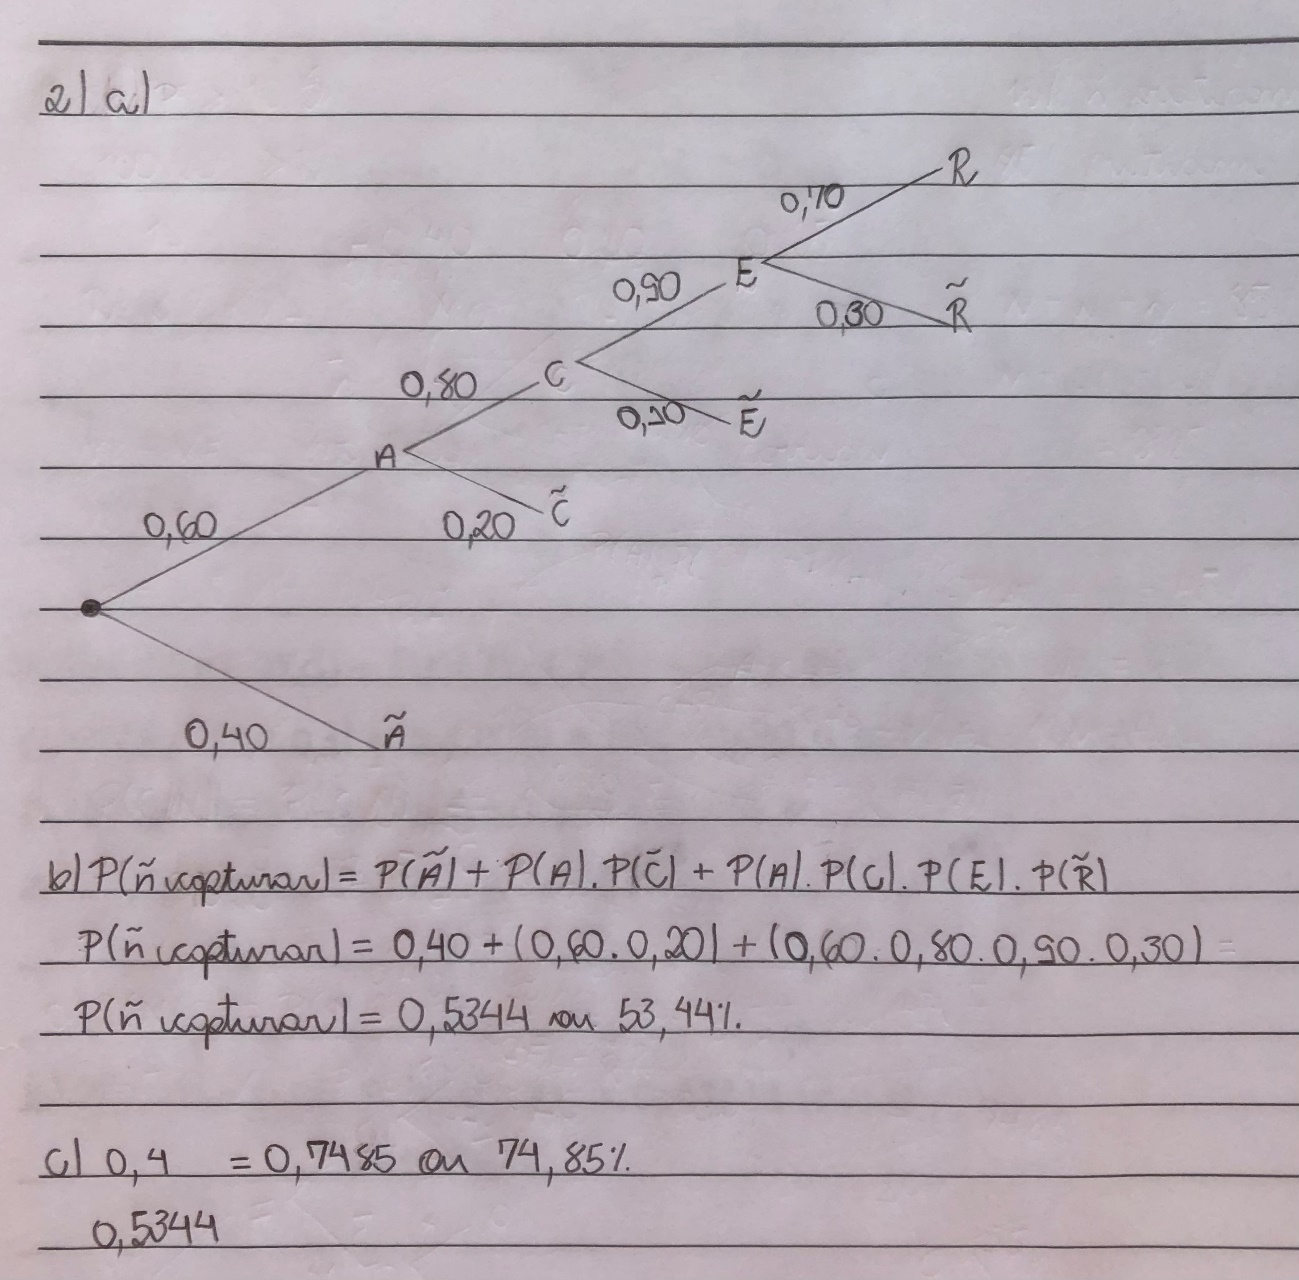 2) a)
R
0,70
E
0,90
0,30
R̃
C
0,80
0,10
Ẽ
A
C̃
0,60
0,20
0,40
Ã
b) P(ñ capturar) = P(Ã) + P(A). P(C̄) + P(A). P(C). P(E). P(R̃)
P(ñ capturar) = 0,40 + (0,60. 0,20) + (0,60. 0,80. 0,90. 0,30) =
P(ñ capturar) = 0,5344 ou 53,44%.
c) 0,4 = 0,7485 ou 74,85%.
0,5344